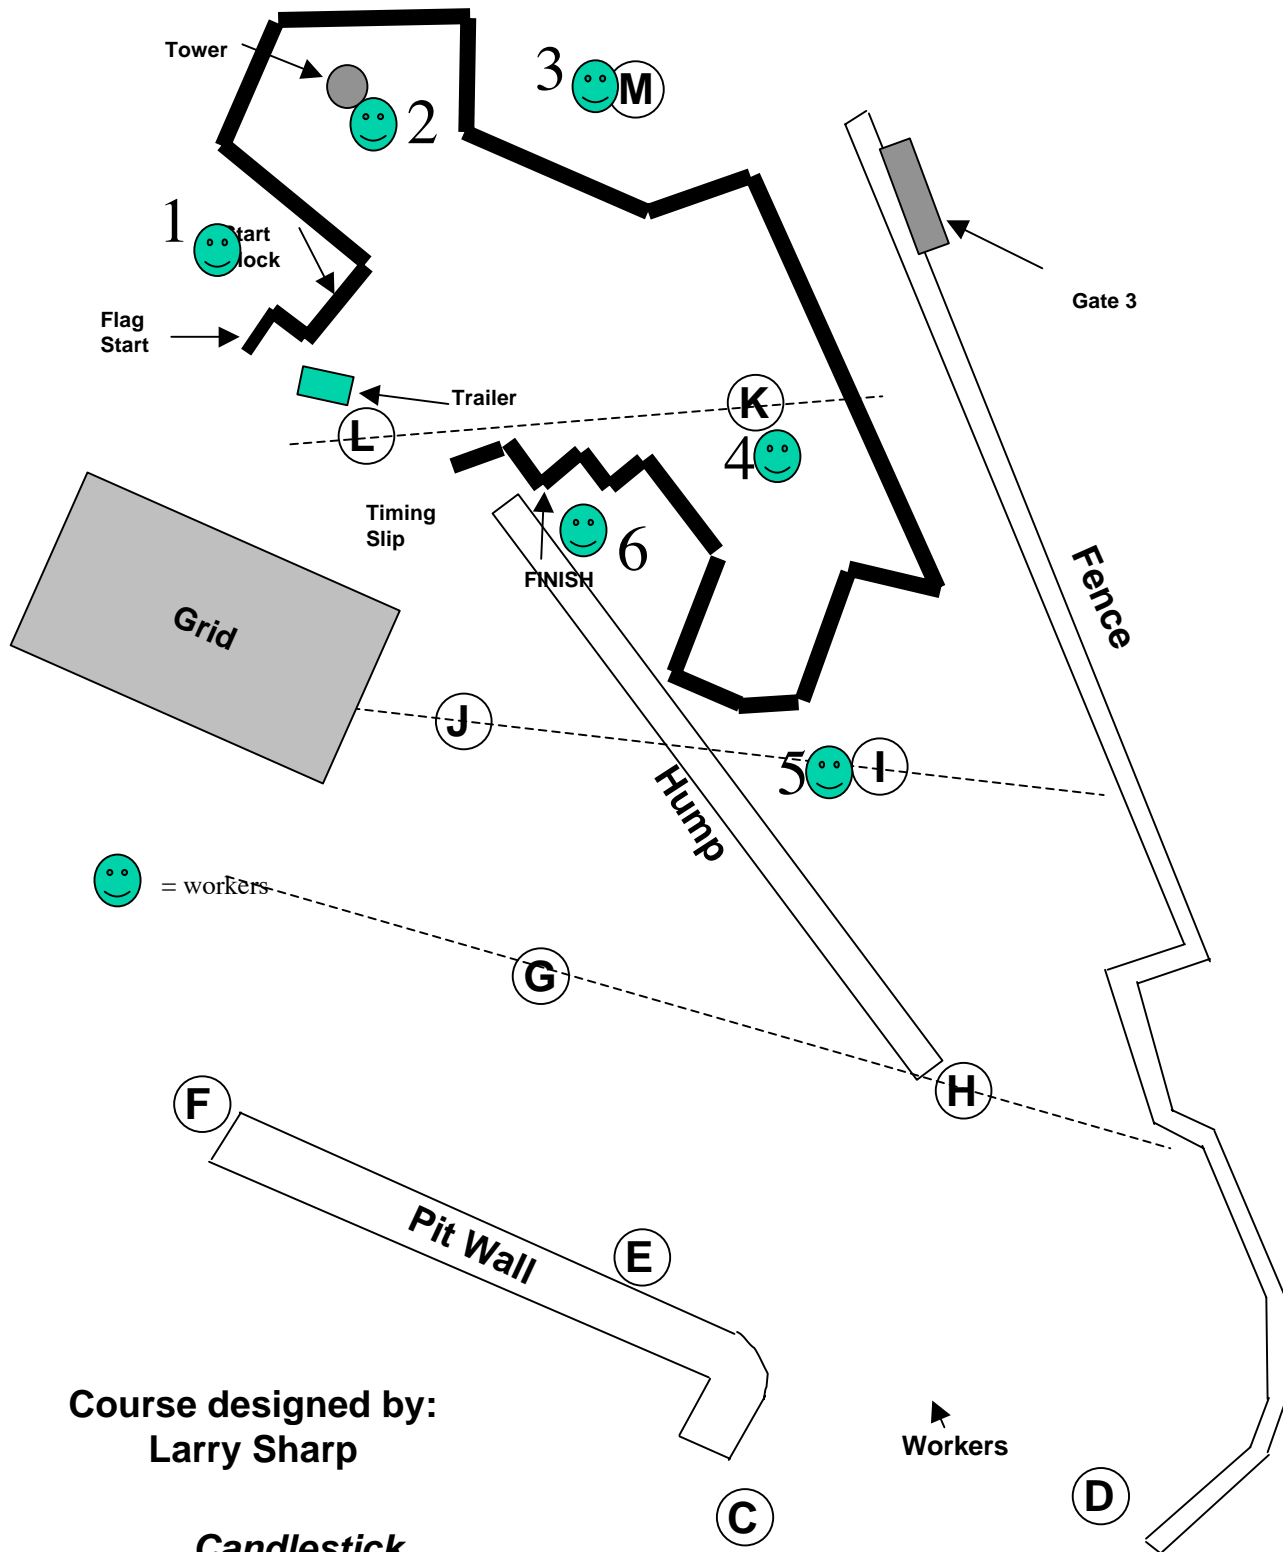 Tower
3
M
2
1
Start
lock
Gate 3
Flag
Start
Trailer
K
L
4
Timing
Slip
6
FINISH
Fence
Grid
J
5
I
Hump
= workers
G
H
F
Pit Wall
E
Course designed by:
Larry Sharp
Workers
D
C
Candlestick